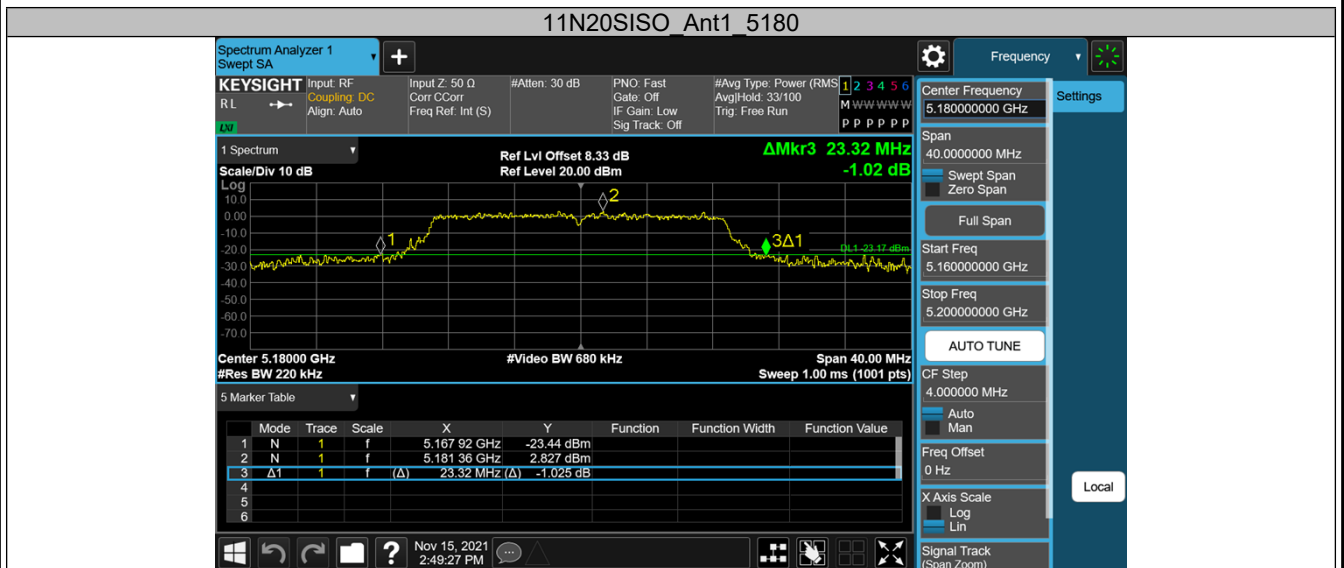 11N20SISO_Ant1_5180
Spectrum Analyzer 1
Swept SA
Frequency
KEYSIGHT
R L
LXI
Input: RF
Coupling: DC
Align: Auto
Input Z: 50 Ω
Corr CCorr
Freq Ref: Int (S)
#Atten: 30 dB
PNO: Fast
Gate: Off
IF Gain: Low
Sig Track: Off
#Avg Type: Power (RMS
Avg|Hold: 33/100
Trig: Free Run
1 2 3 4 5 6
M W W W W W
P P P P P P
1 Spectrum
Scale/Div 10 dB
Ref Lvl Offset 8.33 dB
Ref Level 20.00 dBm
ΔMkr3 23.32 MHz
-1.02 dB
Log
10.0
0.00
-10.0
-20.0
-30.0
-40.0
-50.0
-60.0
-70.0
1
2
3Δ1
DL1 -23.17 dBm
Center 5.18000 GHz
#Video BW 680 kHz
Span 40.00 MHz
#Res BW 220 kHz
Sweep 1.00 ms (1001 pts)
5 Marker Table
Mode Trace Scale X Y Function Function Width Function Value
1 N 1 f 5.167 92 GHz -23.44 dBm
2 N 1 f 5.181 36 GHz 2.827 dBm
3 Δ1 1 f (Δ) 23.32 MHz (Δ) -1.025 dB
4
5
6
Nov 15, 2021
2:49:27 PM
Center Frequency
5.180000000 GHz
Settings
Span
40.0000000 MHz
Swept Span
Zero Span
Full Span
Start Freq
5.160000000 GHz
Stop Freq
5.200000000 GHz
AUTO TUNE
CF Step
4.000000 MHz
Auto
Man
Freq Offset
0 Hz
X Axis Scale
Log
Lin
Local
Signal Track
(Span Zoom)